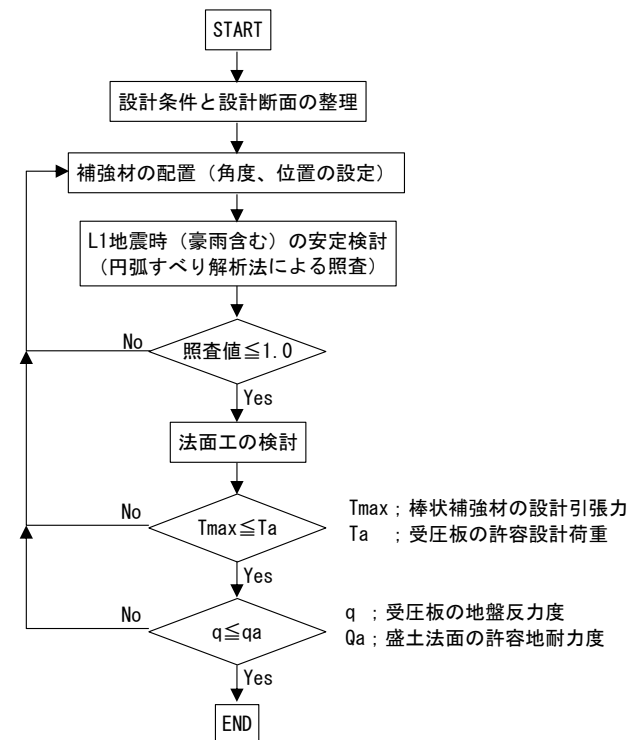 START
設計条件と設計断面の整理
補強材の配置（角度、位置の設定）
L1地震時（豪雨含む）の安定検討
（円弧すべり解析法による照査）
No
照査値≦1.0
Yes
法面工の検討
No
Tmax≦Ta
Tmax；棒状補強材の設計引張力
Ta　；受圧板の許容設計荷重
Yes
No
q≦qa
q　；受圧板の地盤反力度
Qa；盛土法面の許容地耐力度
Yes
END